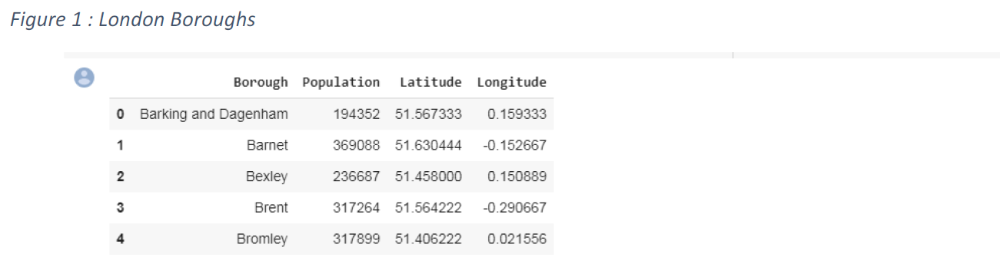 Figure 1 : London Boroughs
Borough Population Latitude Longitude
0 Barking and Dagenham 194352 51.567333 0.159333
1 Barnet 369088 51.630444 -0.152667
2 Bexley 236687 51.458000 0.150889
3 Brent 317264 51.564222 -0.290667
4 Bromley 317899 51.406222 0.021556